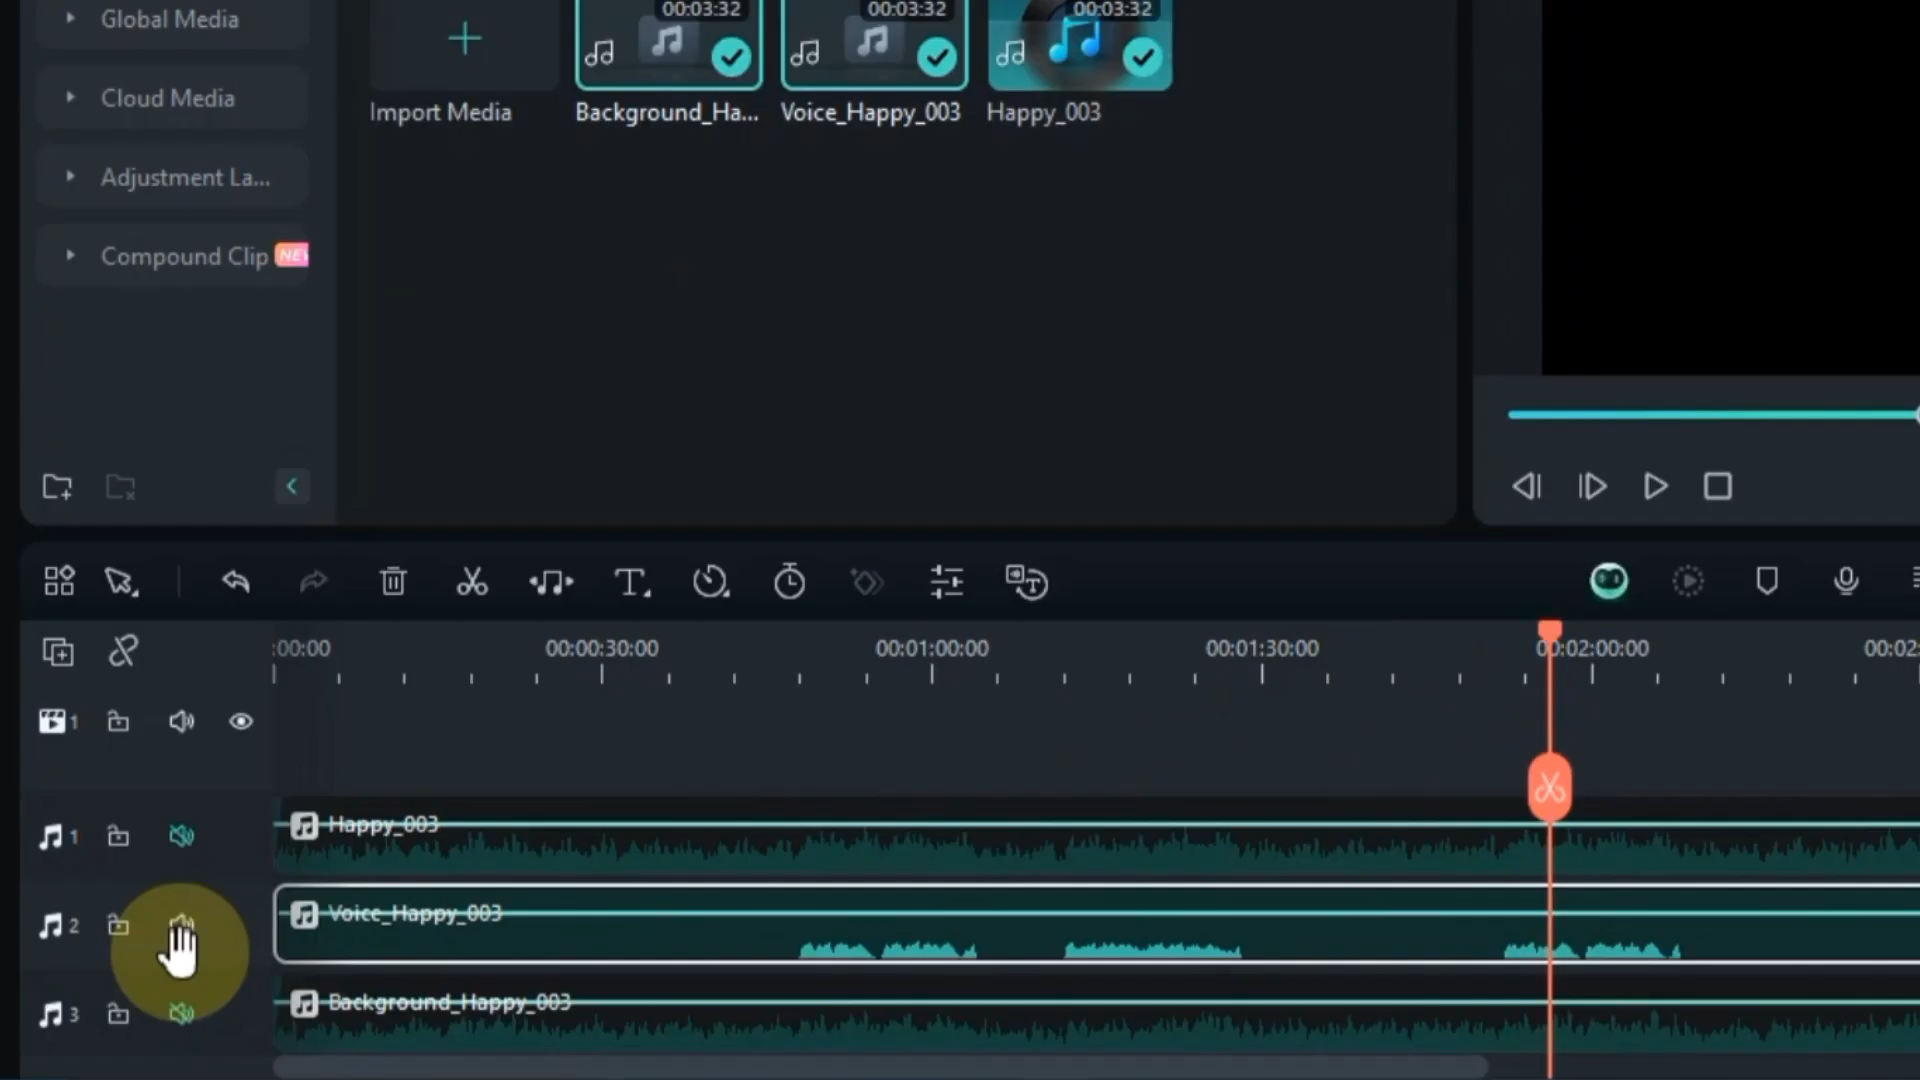 Global Media
Cloud Media
Adjustment La...
Compound Clip
00:03:32
00:03:32
00:03:32
Import Media
Background_Ha...
Voice_Happy_003
Happy_003
:00:00
00:00:30:00
00:01:00:00
00:01:30:00
00:02:00:00
00:02
1
1
Happy_003
2
Voice_Happy_003
3
Background_Happy_003